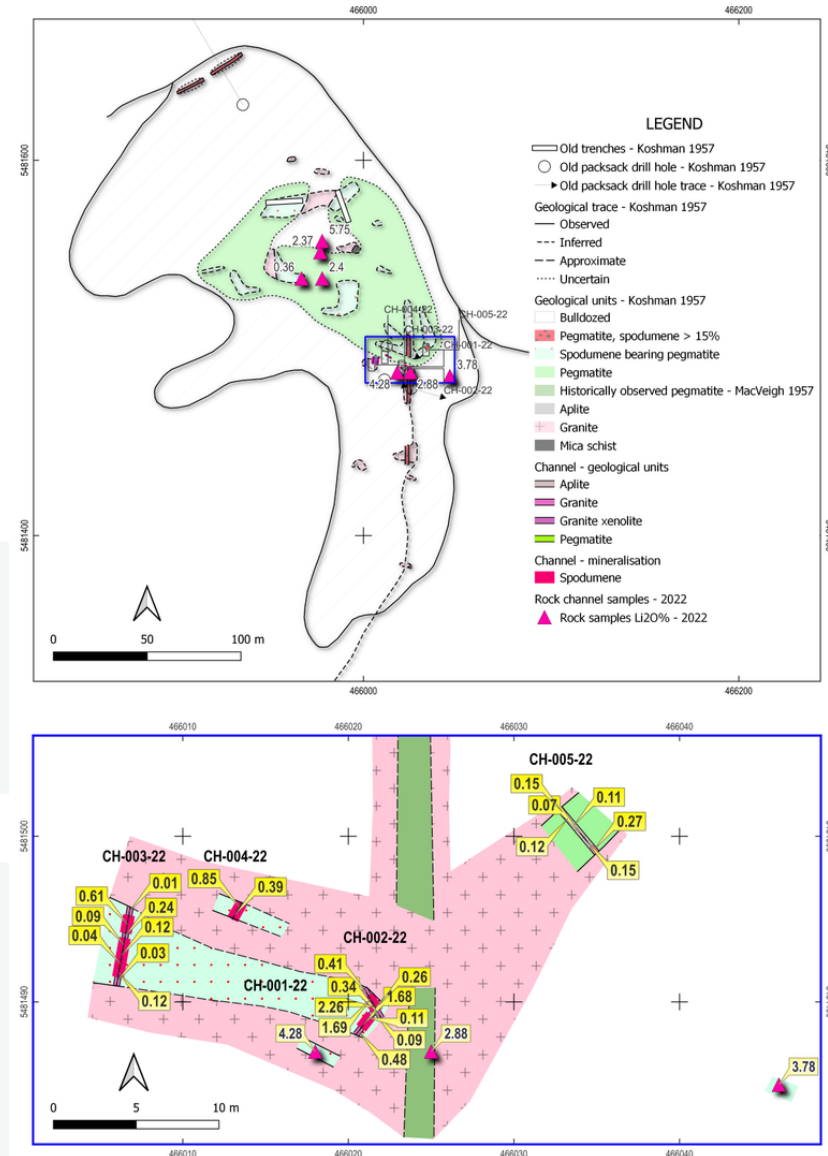 466000
466200
5481600
5481400
LEGEND
Old trenches - Koshman 1957
Old packsack drill hole - Koshman 1957
Old packsack drill hole trace - Koshman 1957
Geological trace - Koshman 1957
Observed
Inferred
Approximate
Uncertain
Geological units - Koshman 1957
Bulldozed
Pegmatite, spodumene > 15%
Spodumene bearing pegmatite
Pegmatite
Historically observed pegmatite - MacVeigh 1957
Aplite
Granite
Mica schist
Channel - geological units
Aplite
Granite
Granite xenolite
Pegmatite
Channel - mineralisation
Spodumene
Rock channel samples - 2022
Rock samples Li2O% - 2022
5.75
2.37
0.36
2.4
CH-004-22
CH-005-22
CH-003-22
CH-001-22
3.78
4.28
2.88
CH-002-22
0
50
100 m
466000
466200
466010
466020
466030
466040
5481500
5481490
CH-005-22
0.15
0.07
0.11
0.27
0.12
0.15
CH-003-22
CH-004-22
0.61
0.01
0.85
0.39
0.09
0.24
0.04
0.12
0.03
0.12
CH-002-22
0.41
0.26
CH-001-22
0.34
1.68
2.26
0.11
1.69
0.09
4.28
0.48
2.88
3.78
0
5
10 m
466010
466020
466030
466040